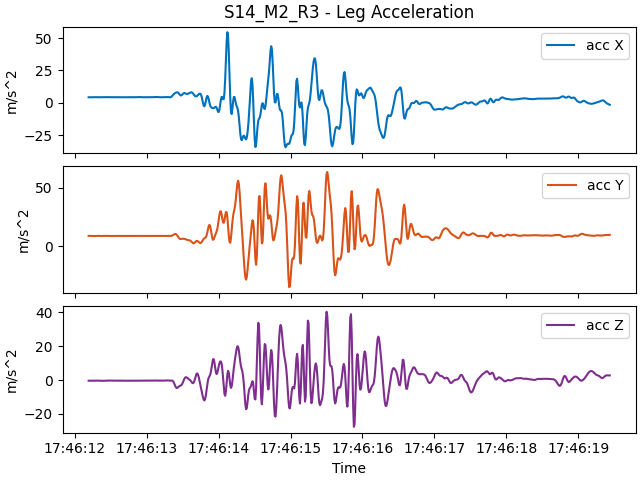 S14_M2_R3 - Leg Acceleration
50
25
0
−25
m/s^2
acc X
50
0
m/s^2
acc Y
40
20
0
−20
m/s^2
acc Z
17:46:12 17:46:13 17:46:14 17:46:15 17:46:16 17:46:17 17:46:18 17:46:19
Time